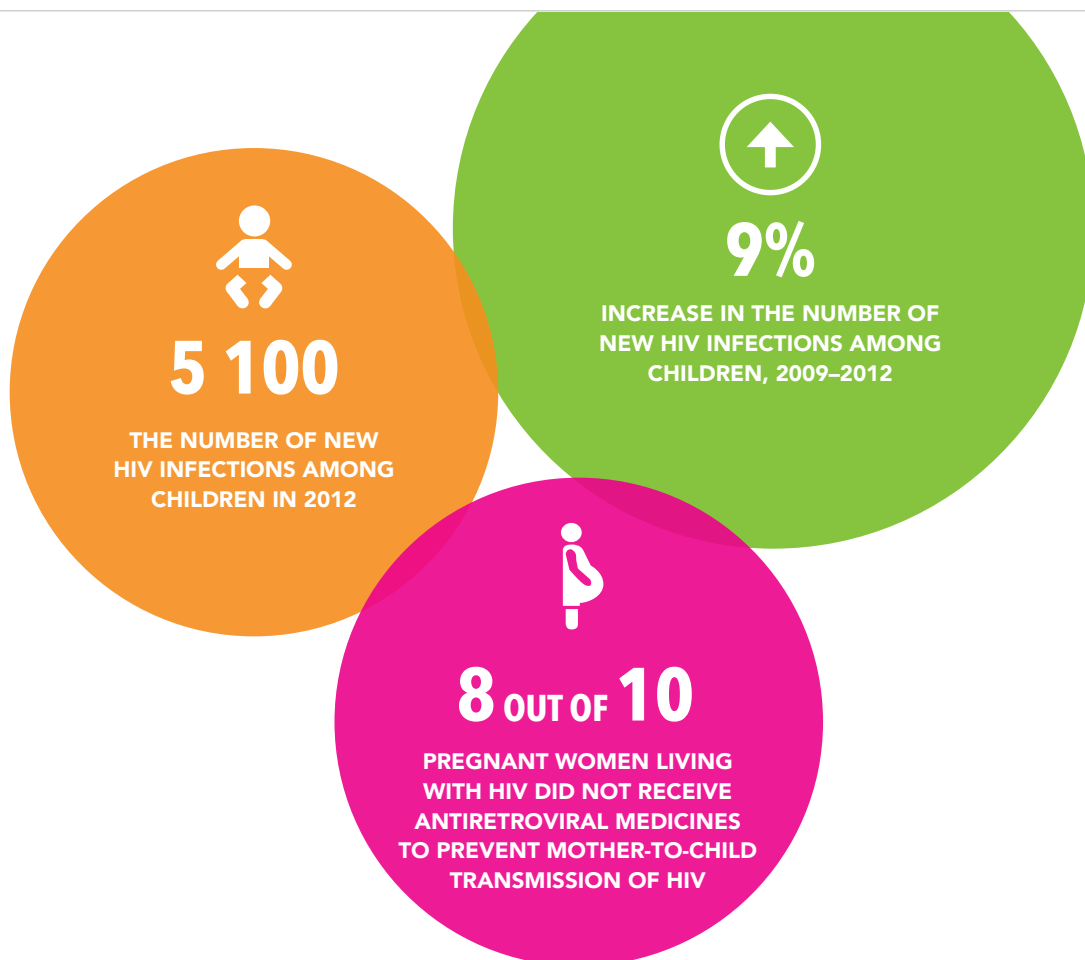 5 100
THE NUMBER OF NEW
HIV INFECTIONS AMONG
CHILDREN IN 2012
9%
INCREASE IN THE NUMBER OF
NEW HIV INFECTIONS AMONG
CHILDREN, 2009–2012
8 OUT OF 10
PREGNANT WOMEN LIVING
WITH HIV DID NOT RECEIVE
ANTIRETROVIRAL MEDICINES
TO PREVENT MOTHER-TO-CHILD
TRANSMISSION OF HIV